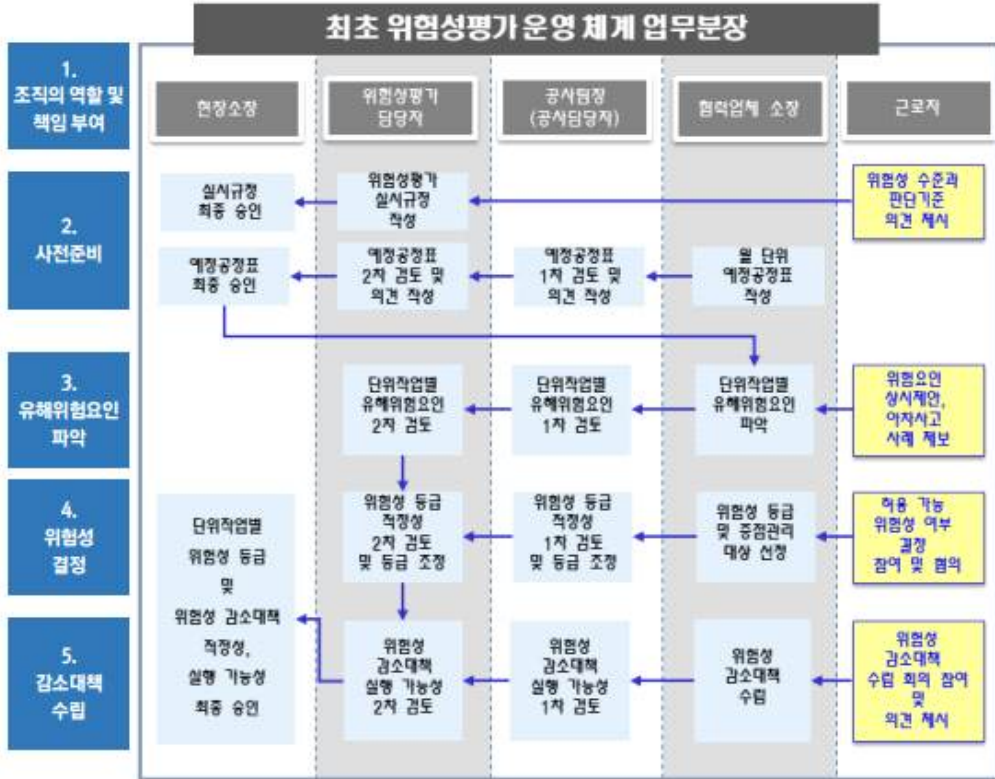 최초 위험성평가 운영 체계 업무분장
1.
조직의 역할 및
책임 부여
현장소장
위험성평가
담당자
공사팀장
(공사담당자)
협력업체 소장
근로자
2.
사전준비
실시규정
최종 승인
위험성평가
실시규정
작성
위험성 수준과
판단기준
의견 제시
예정공정표
최종 승인
예정공정표
2차 검토 및
의견 작성
예정공정표
1차 검토 및
의견 작성
월 단위
예정공정표
작성
3.
유해위험요인
파악
단위작업별
유해위험요인
2차 검토
단위작업별
유해위험요인
1차 검토
단위작업별
유해위험요인
파악
위험요인
상시제안,
아차사고
사례 제보
4.
위험성
결정
단위작업별
위험성 등급
및
위험성 감소대책
적정성,
실행 가능성
최종 승인
위험성 등급
적정성
2차 검토
및 등급 조정
위험성 등급
적정성
1차 검토
및 등급 조정
위험성 등급
및 중점관리
대상 선정
허용 가능
위험성 여부
결정
참여 및 협의
5.
감소대책
수립
위험성
감소대책
실행 가능성
2차 검토
위험성
감소대책
실행 가능성
1차 검토
위험성
감소대책
수립
위험성
감소대책
수립 회의 참여
및
의견 제시